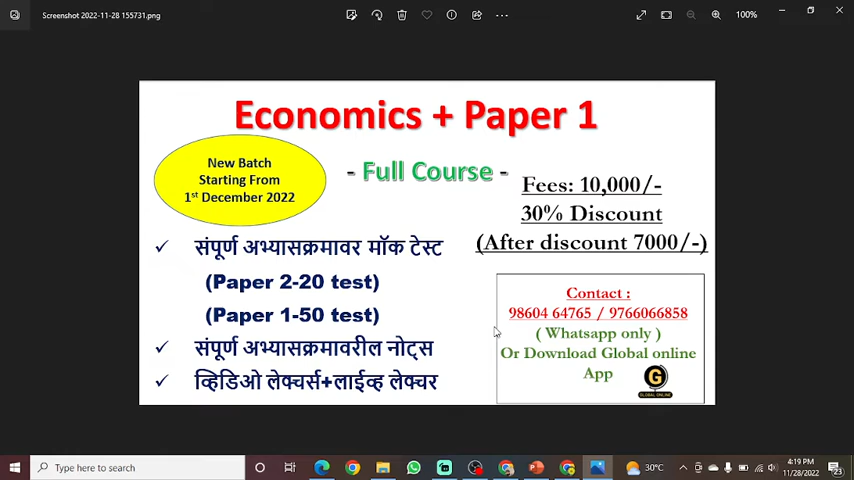 Screenshot 2022-11-28 155731.png
100%
Economics + Paper 1
New Batch
Starting From
1st December 2022
- Full Course -
Fees: 10,000/-
30% Discount
(After discount 7000/-)
✓ संपूर्ण अभ्यासक्रमावर मॉक टेस्ट
(Paper 2-20 test)
(Paper 1-50 test)
✓ संपूर्ण अभ्यासक्रमावरील नोट्स
✓ व्हिडिओ लेक्चर्स+लाईव्ह लेक्चर
Contact :
98604 64765 / 9766066858
( Whatsapp only )
Or Download Global online
App
G
GLOBAL ONLINE
Type here to search
30°C
4:19 PM
11/28/2022
23